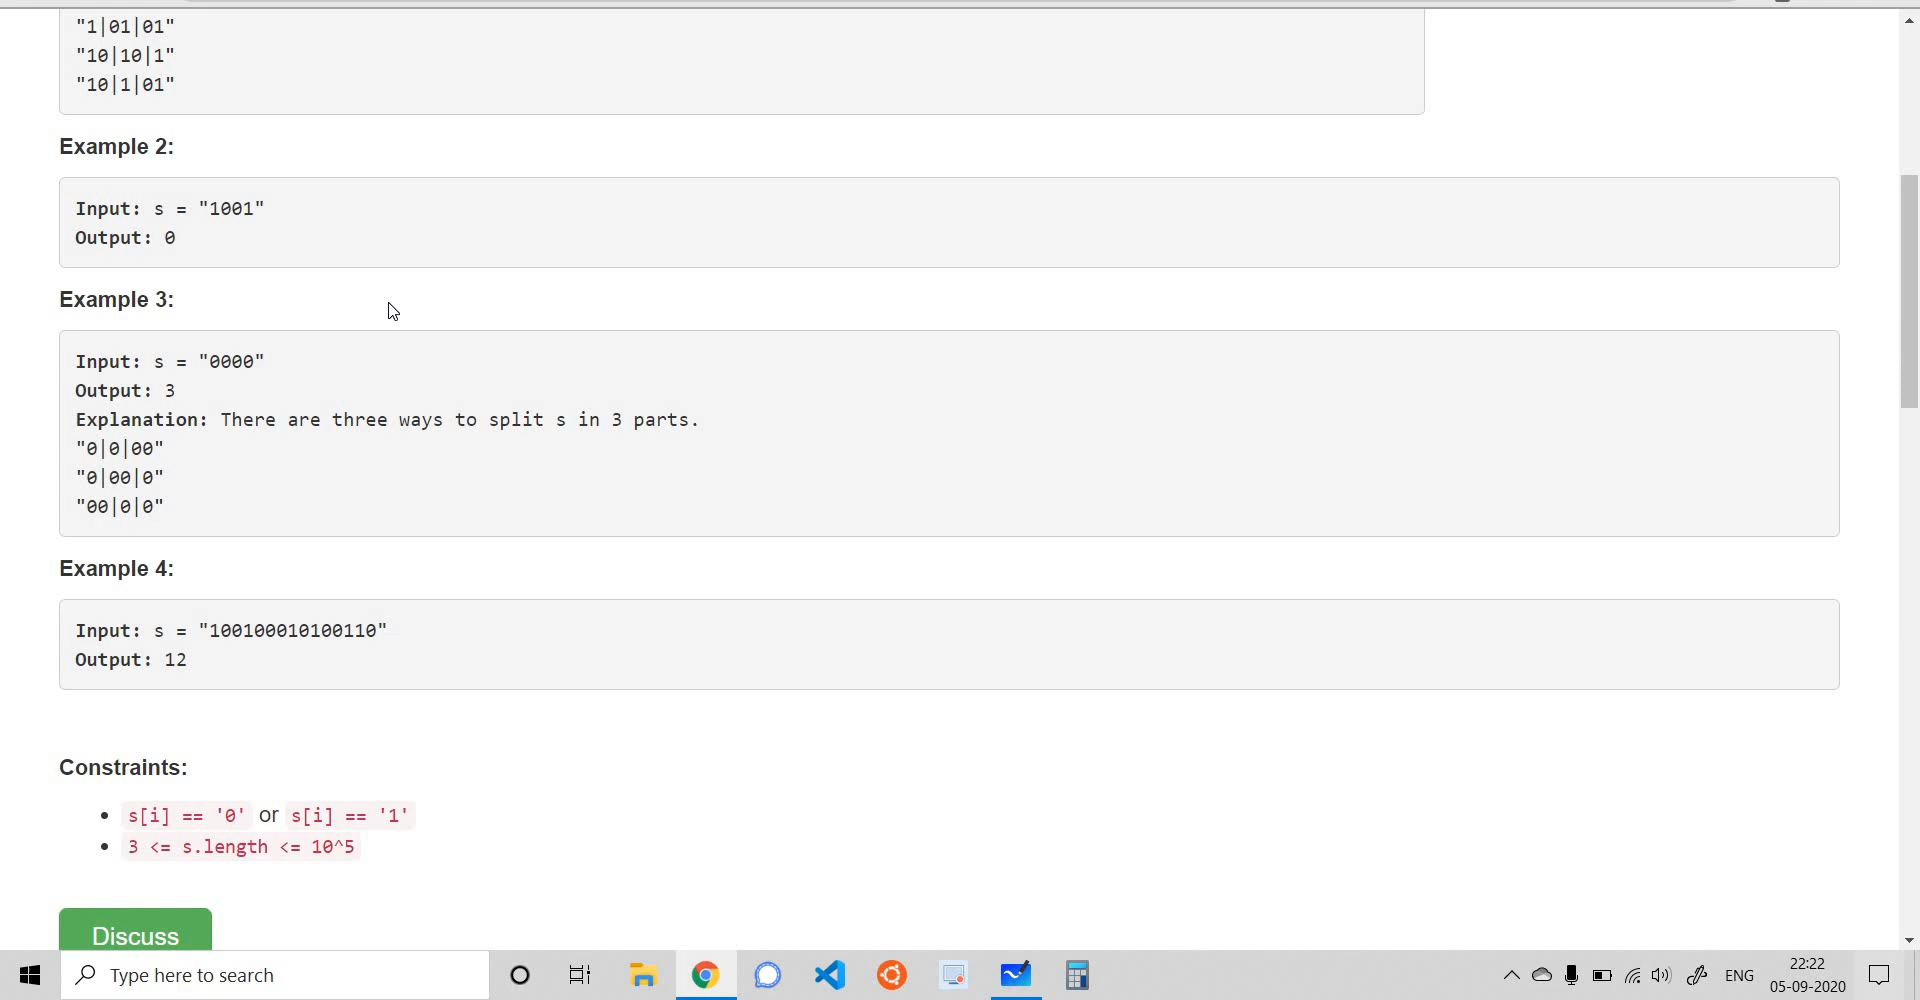 "1|01|01"
"10|10|1"
"10|1|01"
Example 2:
Input: s = "1001"
Output: 0
Example 3:
Input: s = "0000"
Output: 3
Explanation: There are three ways to split s in 3 parts.
"0|0|00"
"0|00|0"
"00|0|0"
Example 4:
Input: s = "100100010100110"
Output: 12
Constraints:
s[i] == '0' or s[i] == '1'
3 <= s.length <= 10^5
Discuss
Type here to search
ENG
22:22
05-09-2020